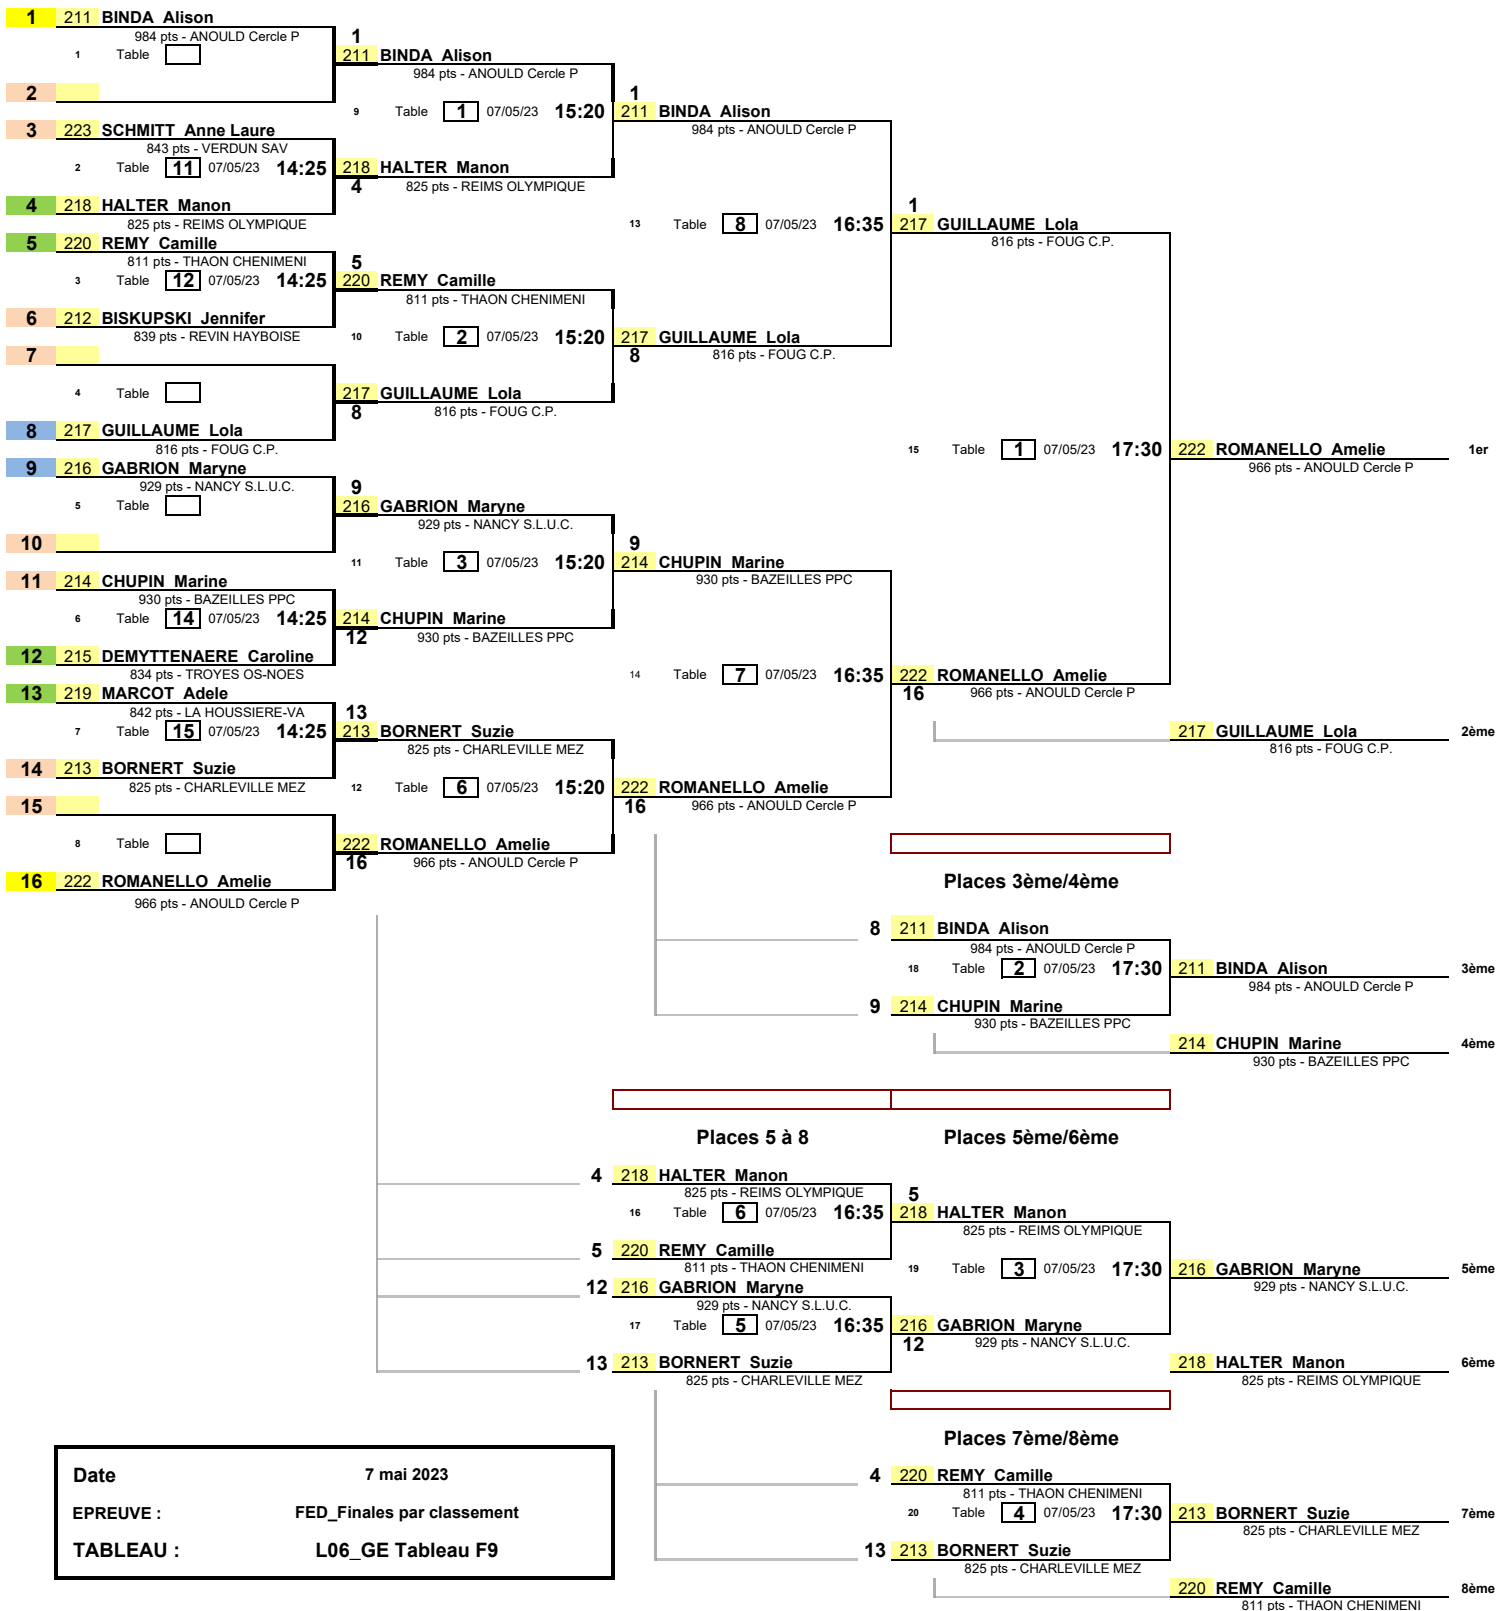 1 211 BINDA Alison
984 pts - ANOULD Cercle P
1 Table
2
3 223 SCHMITT Anne Laure
843 pts - VERDUN SAV
2 Table 11 07/05/23 14:25
4 218 HALTER Manon
825 pts - REIMS OLYMPIQUE
5 220 REMY Camille
811 pts - THAON CHENIMENI
3 Table 12 07/05/23 14:25
6 212 BISKUPSKI Jennifer
839 pts - REVIN HAYBOISE
7
4 Table
8 217 GUILLAUME Lola
816 pts - FOUG C.P.
9 216 GABRION Maryne
929 pts - NANCY S.L.U.C.
5 Table
10
11 214 CHUPIN Marine
930 pts - BAZEILLES PPC
6 Table 14 07/05/23 14:25
12 215 DEMYTTENAERE Caroline
834 pts - TROYES OS-NOES
13 219 MARCOT Adele
842 pts - LA HOUSSIERE-VA
7 Table 15 07/05/23 14:25
14 213 BORNERT Suzie
825 pts - CHARLEVILLE MEZ
15
8 Table
16 222 ROMANELLO Amelie
966 pts - ANOULD Cercle P
1
211 BINDA Alison
984 pts - ANOULD Cercle P
9 Table 1 07/05/23 15:20
218 HALTER Manon
4 825 pts - REIMS OLYMPIQUE
5
220 REMY Camille
811 pts - THAON CHENIMENI
10 Table 2 07/05/23 15:20
217 GUILLAUME Lola
8 816 pts - FOUG C.P.
9
216 GABRION Maryne
929 pts - NANCY S.L.U.C.
11 Table 3 07/05/23 15:20
214 CHUPIN Marine
12 930 pts - BAZEILLES PPC
13
213 BORNERT Suzie
825 pts - CHARLEVILLE MEZ
12 Table 6 07/05/23 15:20
222 ROMANELLO Amelie
16 966 pts - ANOULD Cercle P
1
211 BINDA Alison
984 pts - ANOULD Cercle P
13 Table 8 07/05/23 16:35
217 GUILLAUME Lola
8 816 pts - FOUG C.P.
9
214 CHUPIN Marine
930 pts - BAZEILLES PPC
14 Table 7 07/05/23 16:35
222 ROMANELLO Amelie
16 966 pts - ANOULD Cercle P
1
217 GUILLAUME Lola
816 pts - FOUG C.P.
15 Table 1 07/05/23 17:30
222 ROMANELLO Amelie
16 966 pts - ANOULD Cercle P
222 ROMANELLO Amelie 1er
966 pts - ANOULD Cercle P
217 GUILLAUME Lola 2ème
816 pts - FOUG C.P.
Places 3ème/4ème
8 211 BINDA Alison
984 pts - ANOULD Cercle P
18 Table 2 07/05/23 17:30 211 BINDA Alison 3ème
984 pts - ANOULD Cercle P
9 214 CHUPIN Marine
930 pts - BAZEILLES PPC
214 CHUPIN Marine 4ème
930 pts - BAZEILLES PPC
Places 5 à 8 Places 5ème/6ème
4 218 HALTER Manon
825 pts - REIMS OLYMPIQUE
16 Table 6 07/05/23 16:35
5 220 REMY Camille
811 pts - THAON CHENIMENI
12 216 GABRION Maryne
929 pts - NANCY S.L.U.C.
17 Table 5 07/05/23 16:35
13 213 BORNERT Suzie
825 pts - CHARLEVILLE MEZ
5
218 HALTER Manon
825 pts - REIMS OLYMPIQUE
19 Table 3 07/05/23 17:30 216 GABRION Maryne 5ème
929 pts - NANCY S.L.U.C.
216 GABRION Maryne
12 929 pts - NANCY S.L.U.C.
218 HALTER Manon 6ème
825 pts - REIMS OLYMPIQUE
Places 7ème/8ème
4 220 REMY Camille
811 pts - THAON CHENIMENI
20 Table 4 07/05/23 17:30 213 BORNERT Suzie 7ème
825 pts - CHARLEVILLE MEZ
13 213 BORNERT Suzie
825 pts - CHARLEVILLE MEZ
220 REMY Camille 8ème
811 pts - THAON CHENIMENI
Date 7 mai 2023
EPREUVE : FED_Finales par classement
TABLEAU : L06_GE Tableau F9